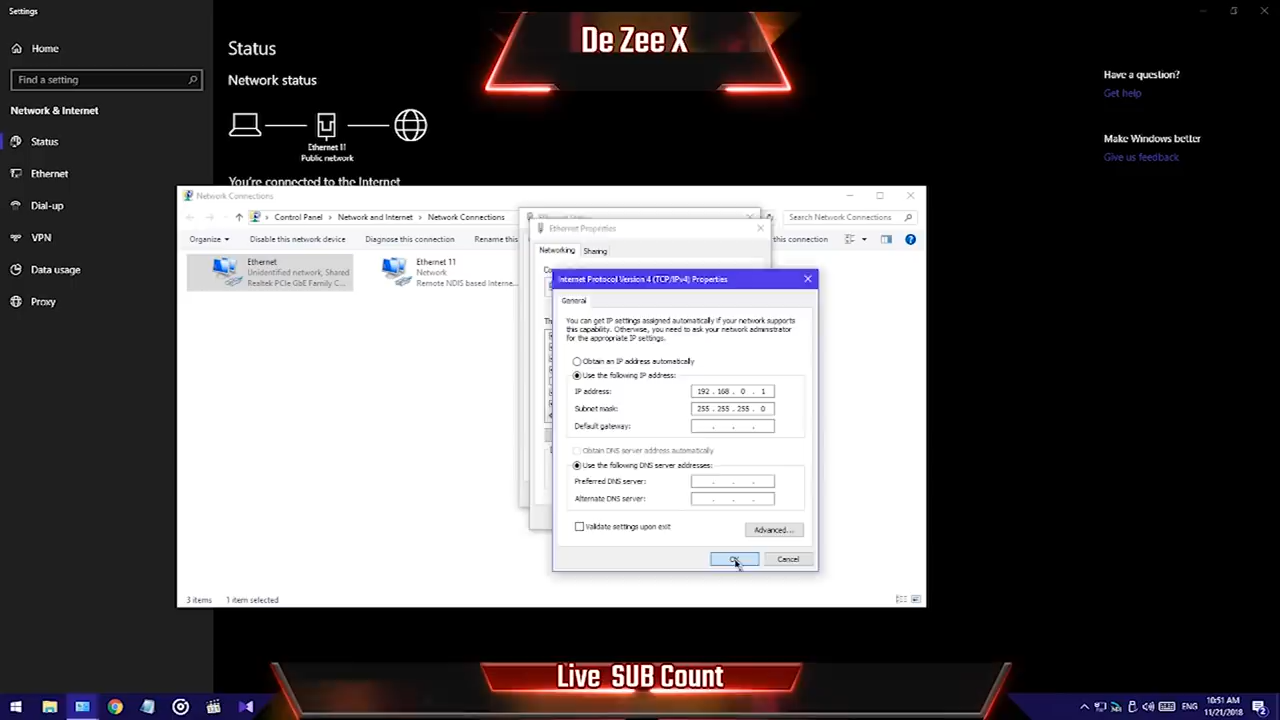 Settings
De Zee X
Home
Find a setting
Network & Internet
Status
Ethernet
Dial-up
VPN
Data usage
Proxy
Status
Network status
Ethernet 11
Public network
You're connected to the Internet
Have a question?
Get help
Make Windows better
Give us feedback
Network Connections
Control Panel
Network and Internet
Network Connections
Search Network Connections
Organize
Disable this network device
Diagnose this connection
Rename this
this connection
Ethernet
Unidentified network, Shared
Realtek PCIe GbE Family C...
Ethernet 11
Network
Remote NDIS based Interne...
Ethernet Properties
Networking
Sharing
Internet Protocol Version 4 (TCP/IPv4) Properties
General
You can get IP settings assigned automatically if your network supports
this capability. Otherwise, you need to ask your network administrator
for the appropriate IP settings.
Obtain an IP address automatically
Use the following IP address:
IP address: 192 . 168 . 0 . 1
Subnet mask: 255 . 255 . 255 . 0
Default gateway: . . .
Obtain DNS server address automatically
Use the following DNS server addresses:
Preferred DNS server: . . .
Alternate DNS server: . . .
Validate settings upon exit
Advanced...
OK
Cancel
3 items
1 item selected
Live SUB Count
ENG
10:51 AM
11/21/2018
2